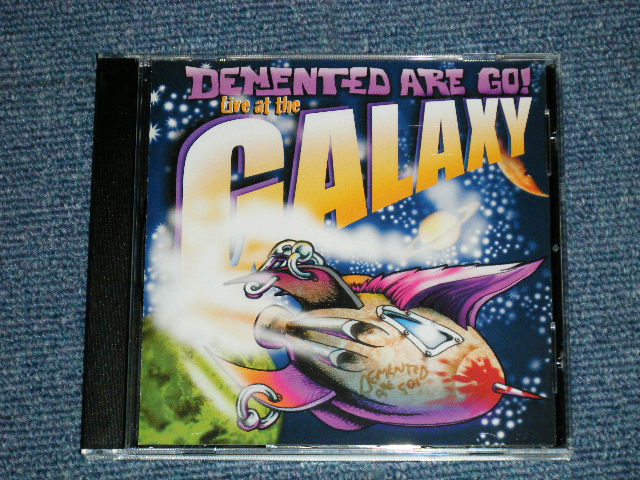 DEMENTED ARE GO!
Live at the
GALAXY
DEMENTED
ARE GO!